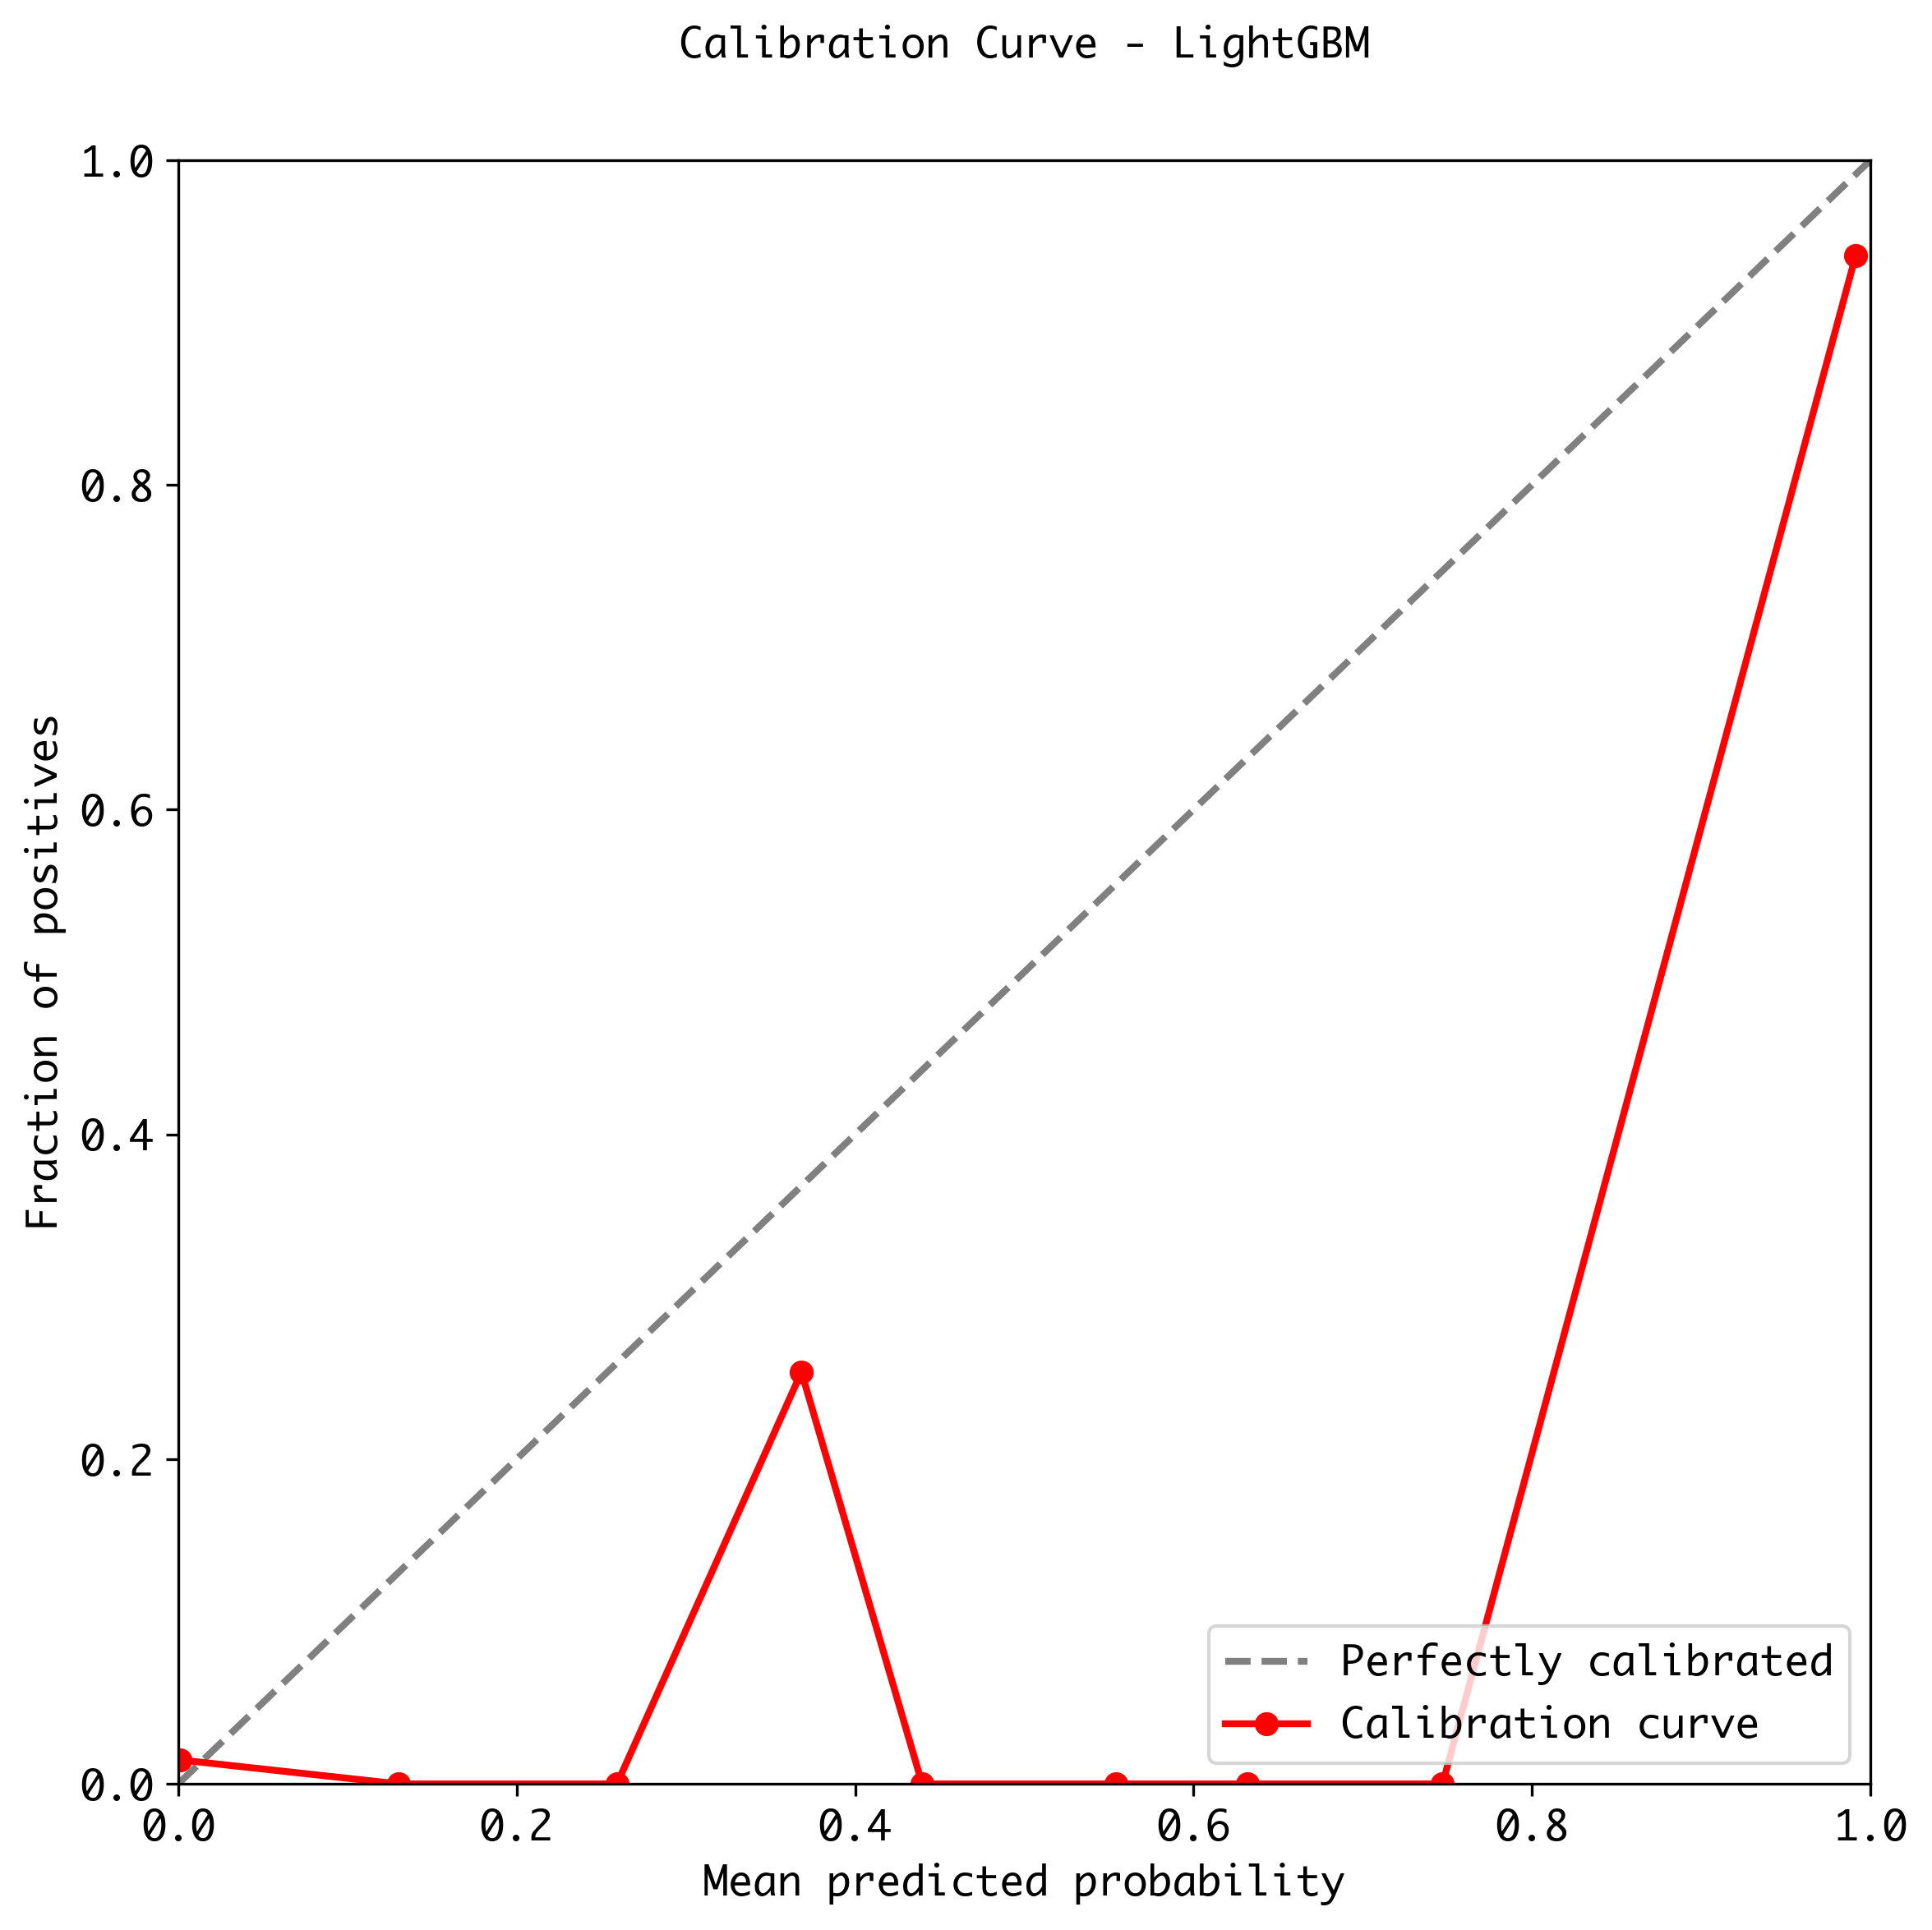 Calibration Curve - LightGBM
1.0
0.8
0.6
0.4
0.2
0.0
Fraction of positives
0.0 0.2 0.4 0.6 0.8 1.0
Mean predicted probability
Perfectly calibrated
Calibration curve